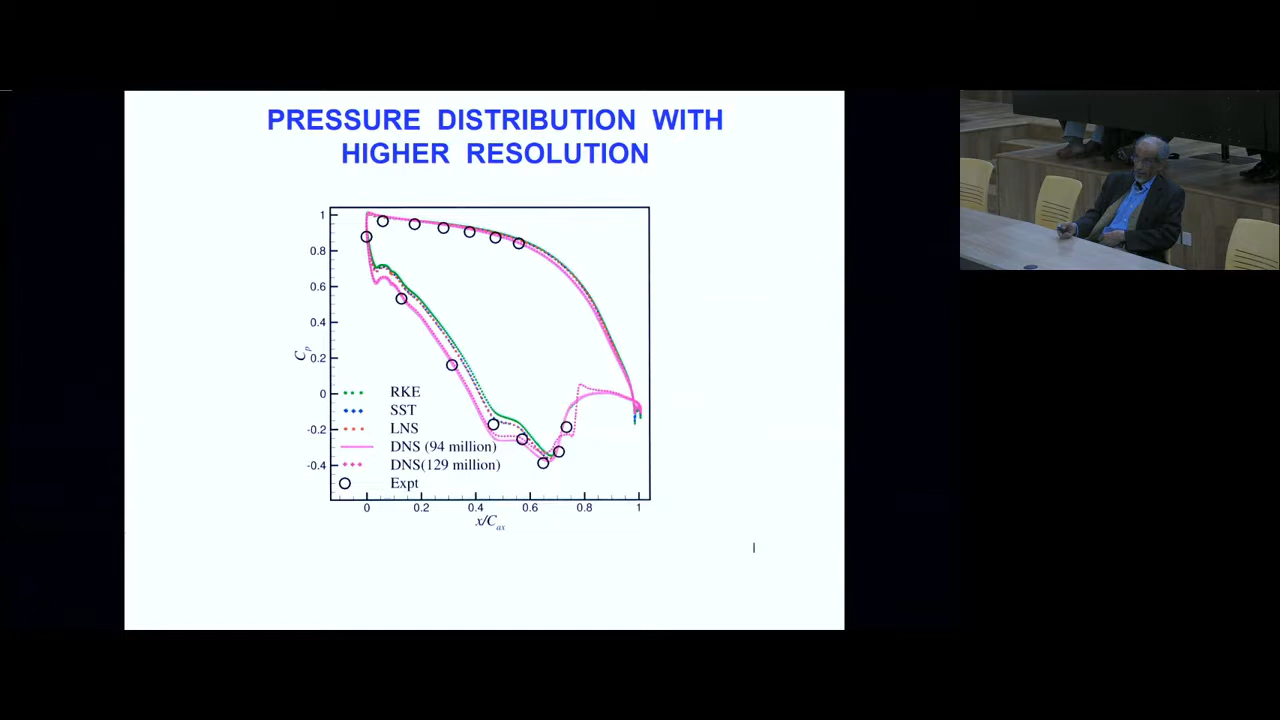 PRESSURE DISTRIBUTION WITH
HIGHER RESOLUTION
1
0.8
0.6
0.4
0.2
0
-0.2
-0.4
Cp
RKE
SST
LNS
DNS (94 million)
DNS(129 million)
Expt
0 0.2 0.4 0.6 0.8 1
x/Cax